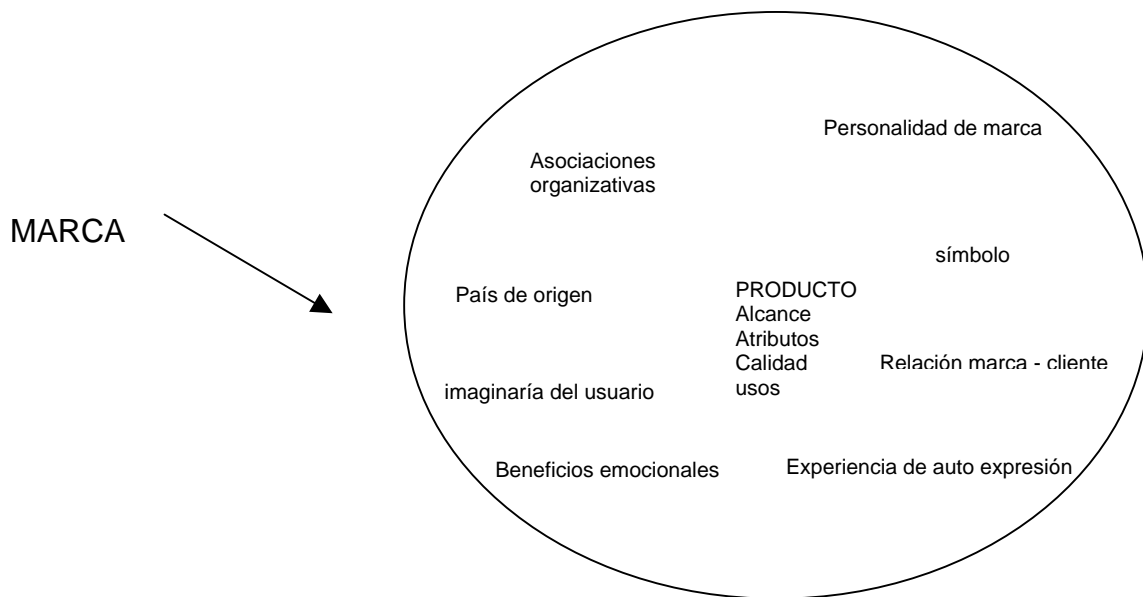 Personalidad de marca
Asociaciones
organizativas
MARCA
símbolo
País de origen
PRODUCTO
Alcance
Atributos
Calidad
usos
Relación marca - cliente
imaginaría del usuario
Beneficios emocionales
Experiencia de auto expresión